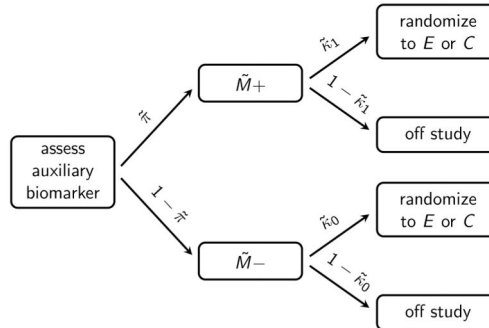 randomize
to E or C
κ̃₁
M̃+
1 − κ̃₁
π̃
off study
assess
auxiliary
biomarker
randomize
to E or C
1 − π̃
κ̃₀
M̃−
1 − κ̃₀
off study